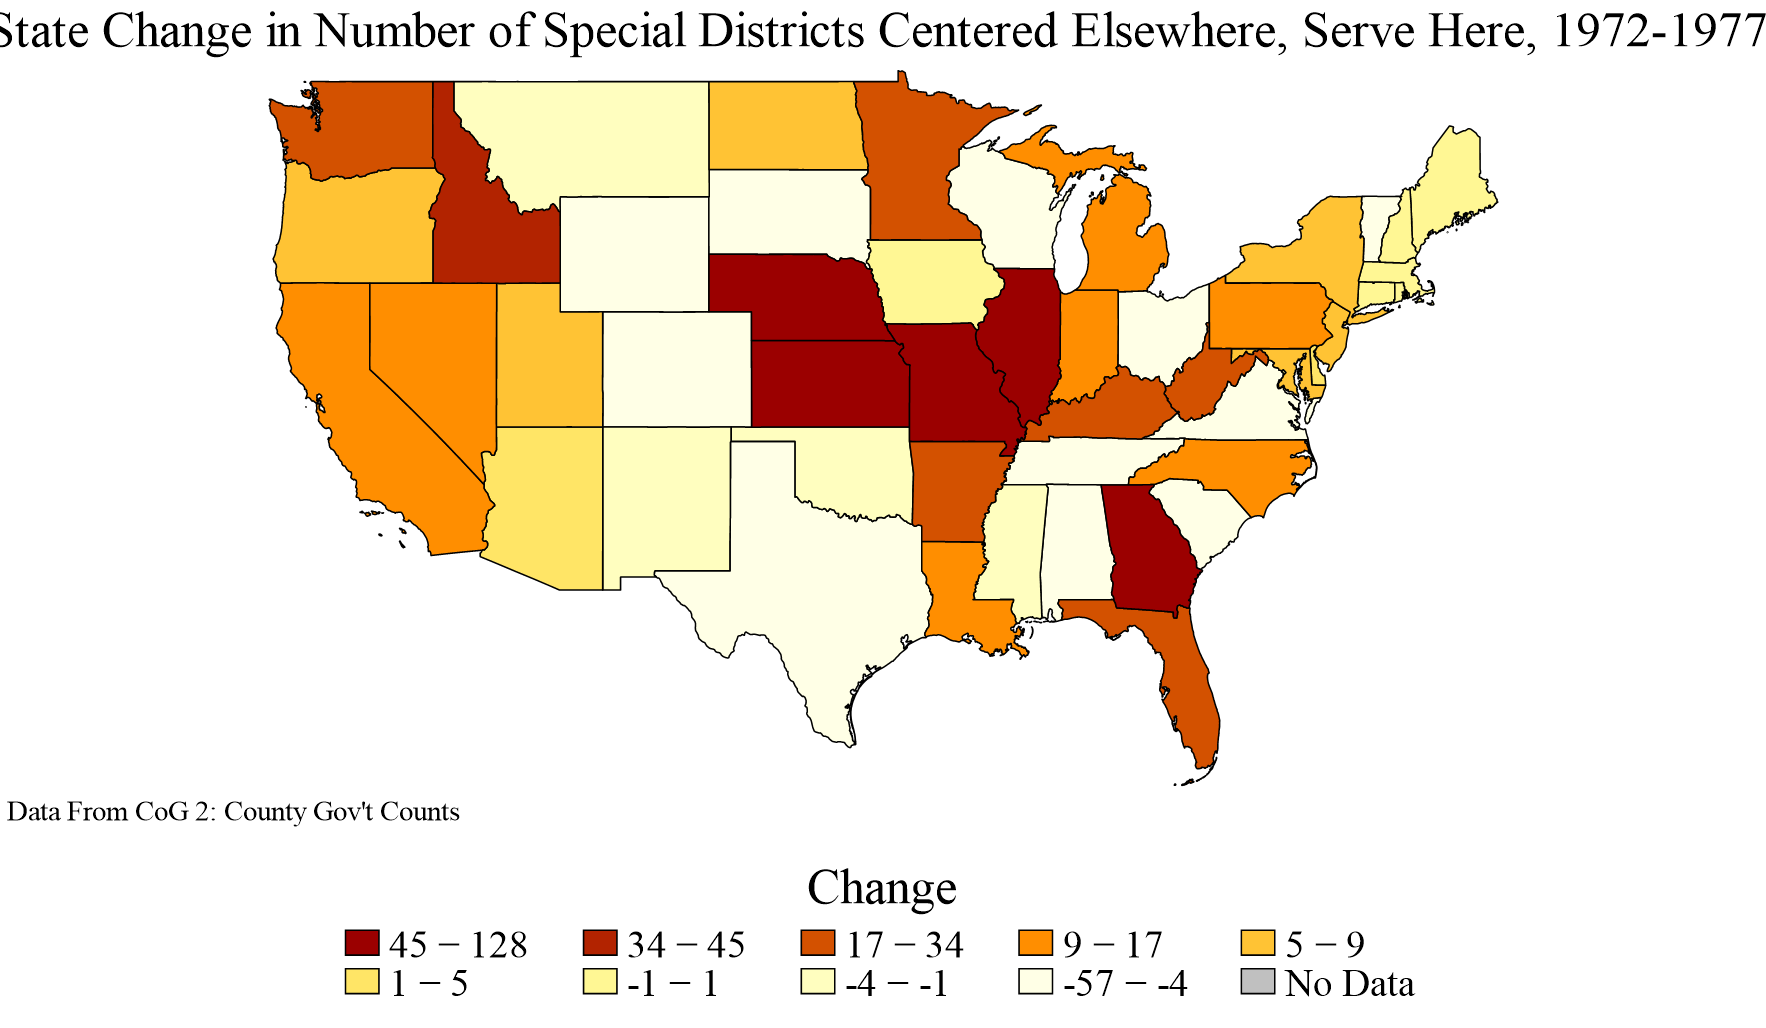 State Change in Number of Special Districts Centered Elsewhere, Serve Here, 1972-1977
Data From CoG 2: County Gov't Counts
Change
45 – 128 34 – 45 17 – 34 9 – 17 5 – 9
1 – 5 -1 – 1 -4 – -1 -57 – -4 No Data